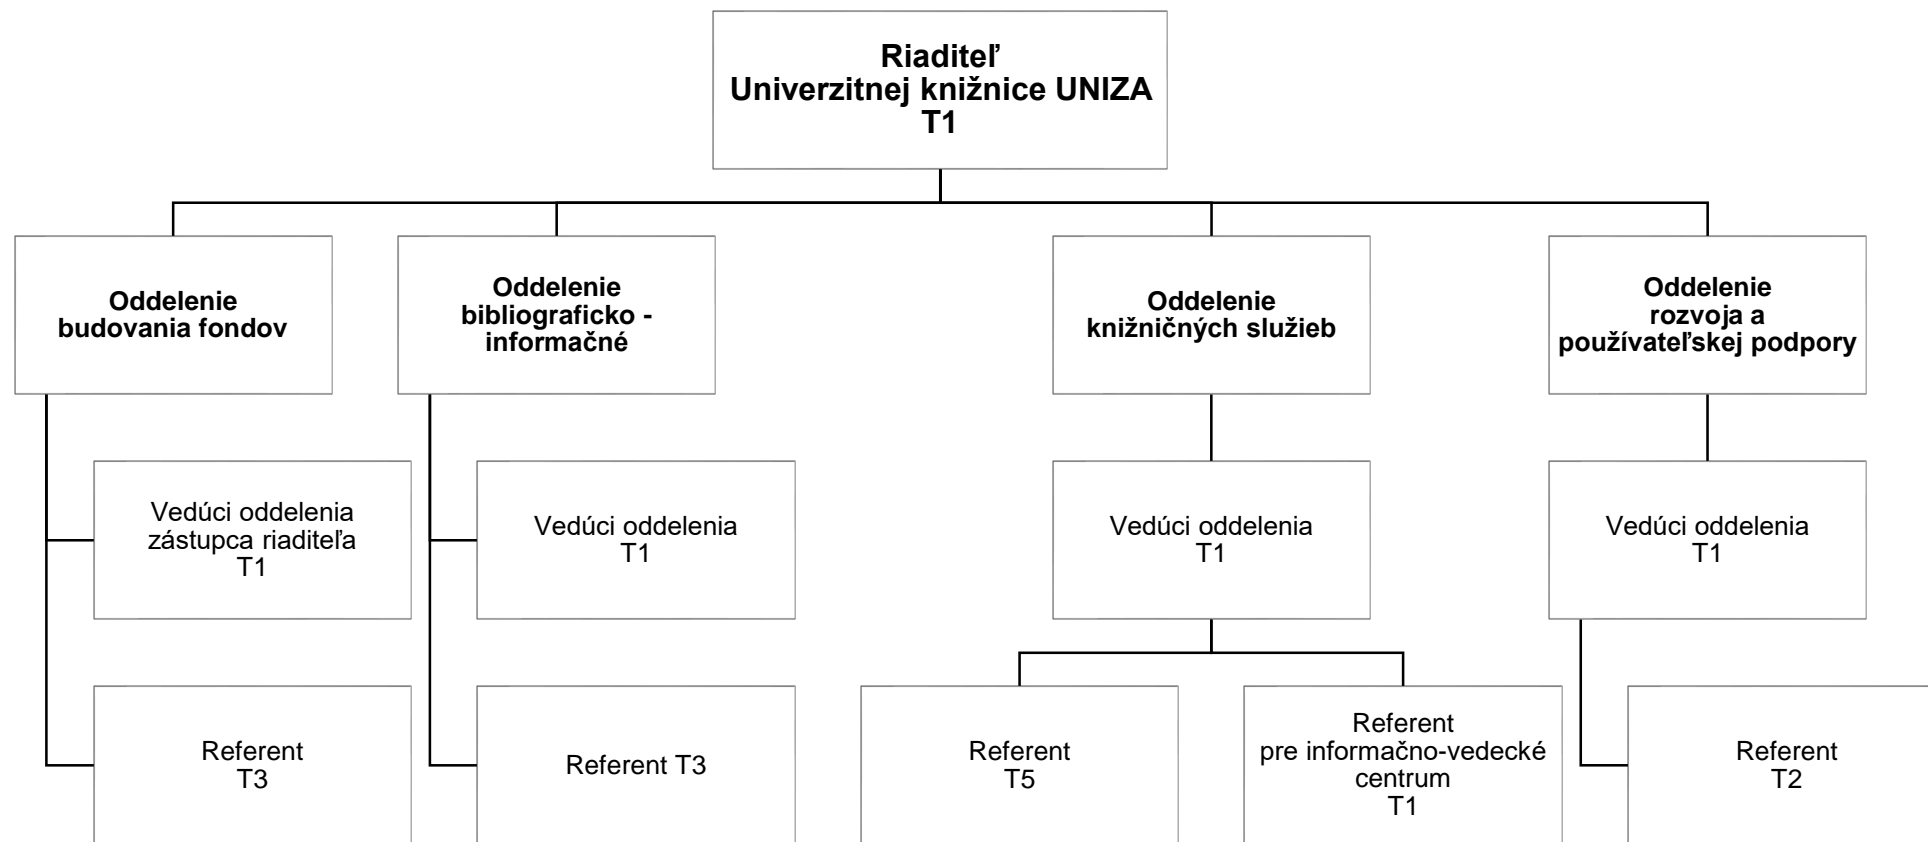 Riaditeľ
Univerzitnej knižnice UNIZA
T1
Oddelenie
budovania fondov
Oddelenie
bibliograficko -
informačné
Oddelenie
knižničných služieb
Oddelenie
rozvoja a
používateľskej podpory
Vedúci oddelenia
zástupca riaditeľa
T1
Vedúci oddelenia
T1
Vedúci oddelenia
T1
Vedúci oddelenia
T1
Referent
T3
Referent T3
Referent
T5
Referent
pre informačno-vedecké
centrum
T1
Referent
T2